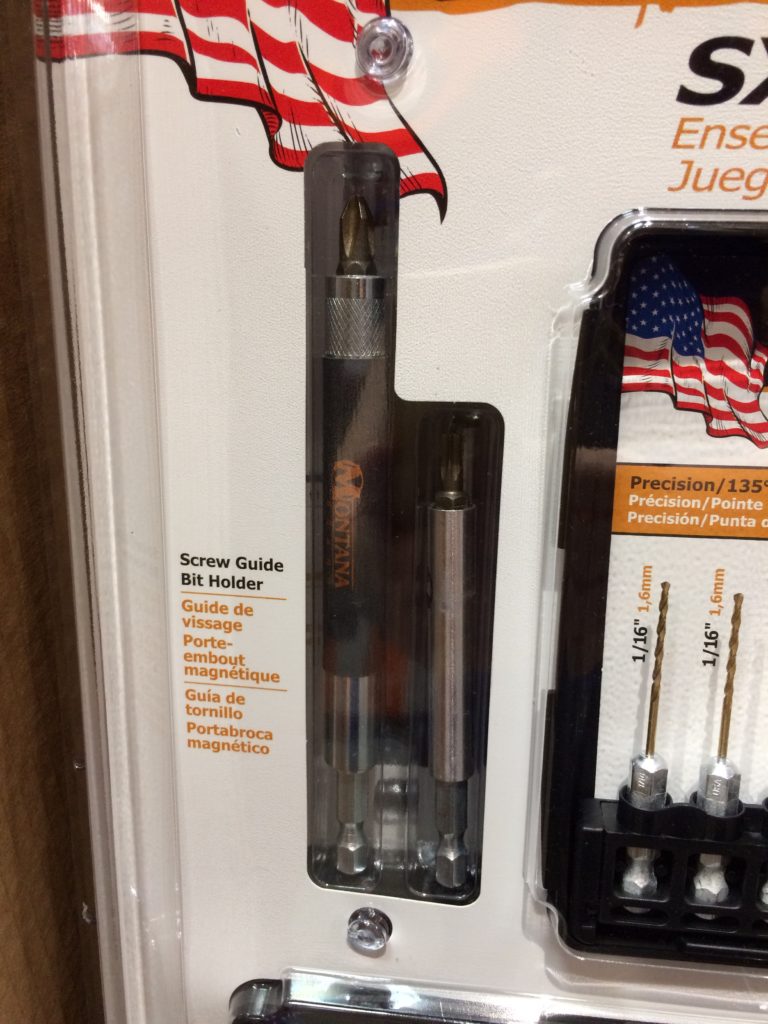 SX
Ense
Jueg
Precision/135°
Précision/Pointe
Precisión/Punta d
1/16" 1,6mm
1/16" 1,6mm
MONTANA
Screw Guide
Bit Holder
Guide de
vissage
Porte-
embout
magnétique
Guía de
tornillo
Portabroca
magnético